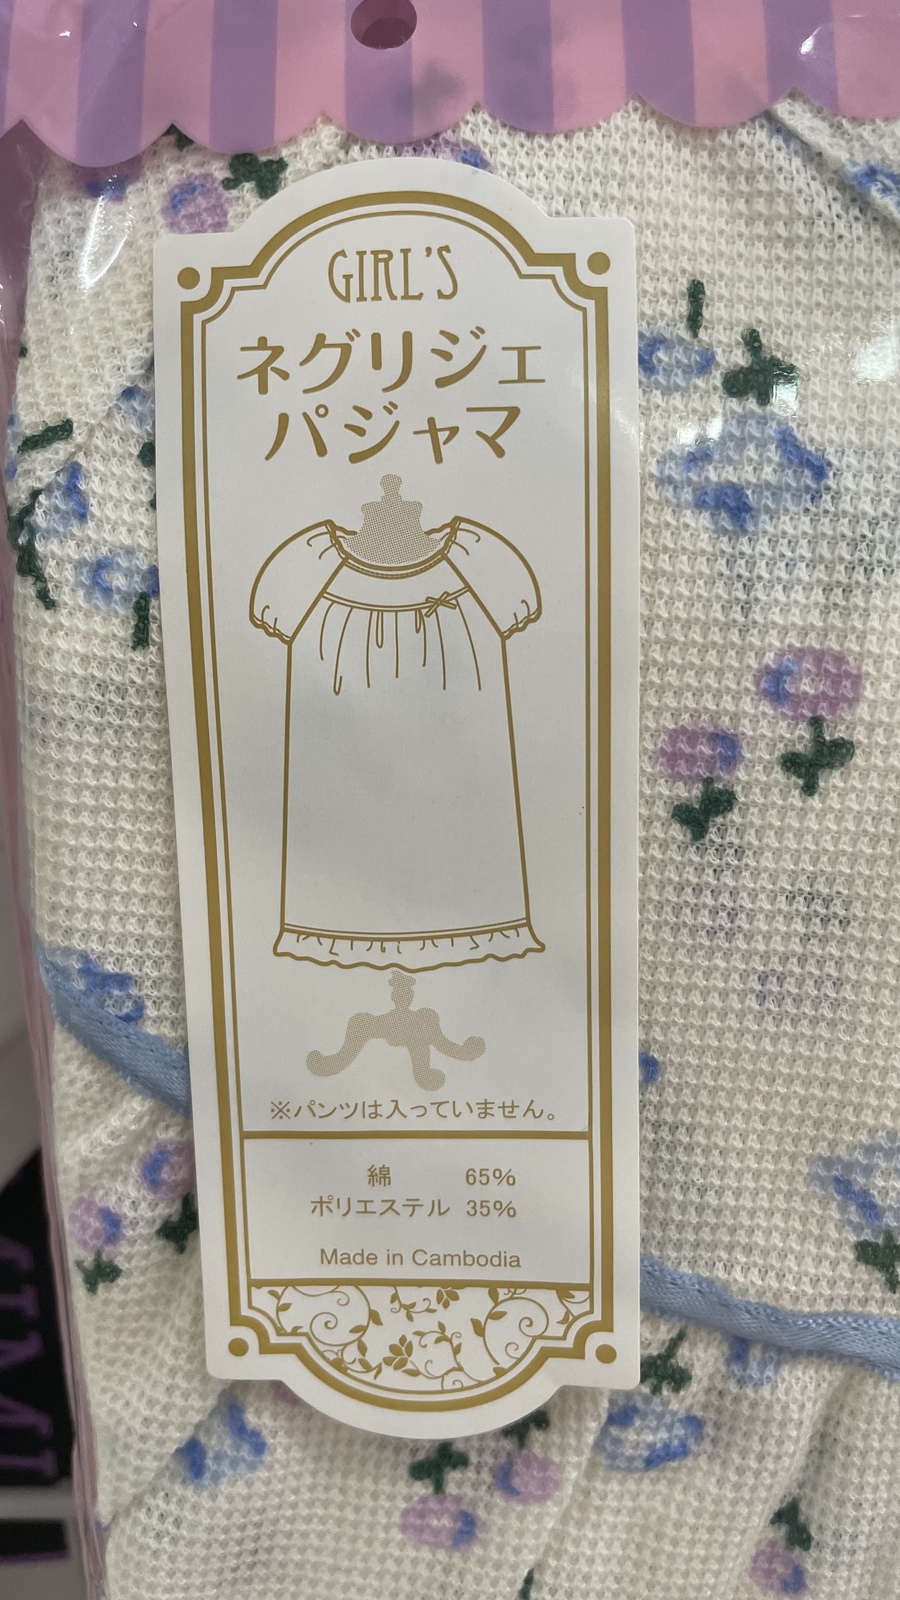 GIRL'S
ネグリジェ
パジャマ
※パンツは入っていません。
綿 65%
ポリエステル 35%
Made in Cambodia